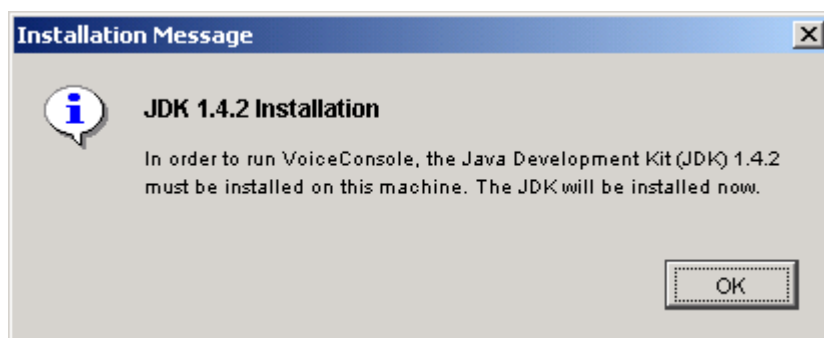 Installation Message
JDK 1.4.2 Installation
In order to run VoiceConsole, the Java Development Kit (JDK) 1.4.2
must be installed on this machine. The JDK will be installed now.
OK